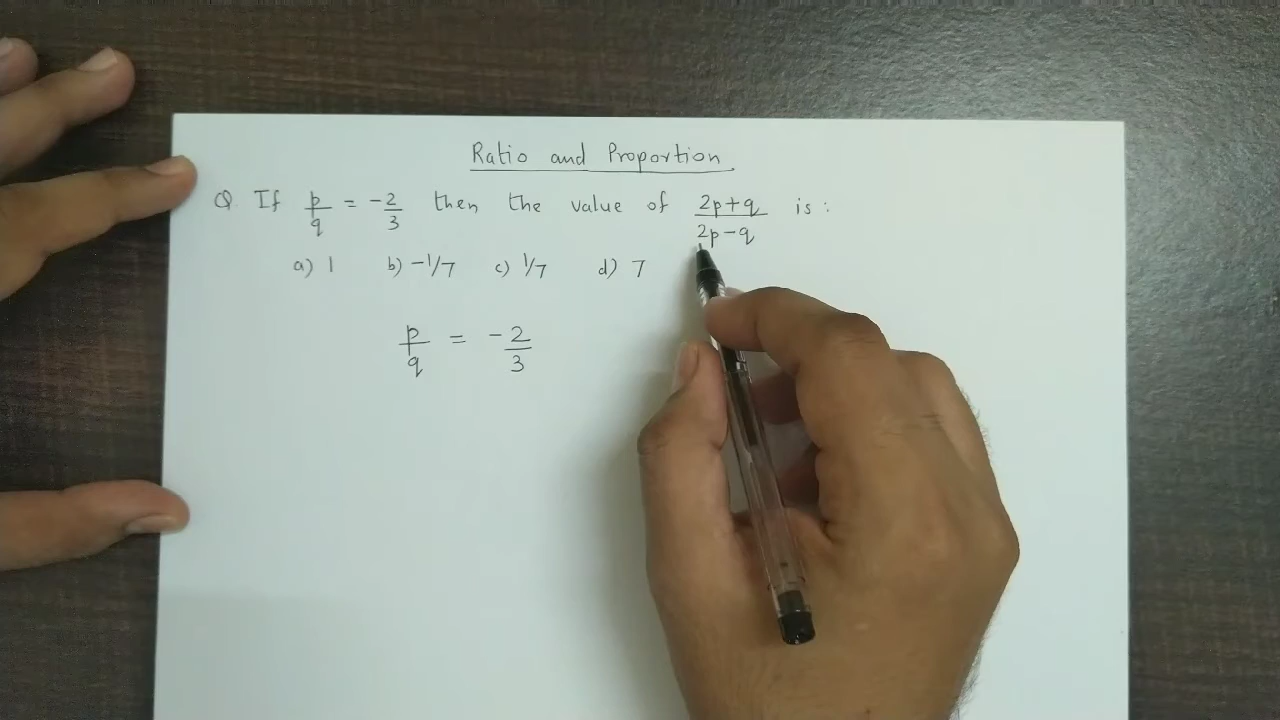 Ratio and Proportion
Q If p/q = -2/3 then the value of 2p+q/2p-q is:
a) 1 b) -1/7 c) 1/7 d) 7
p/q = -2/3